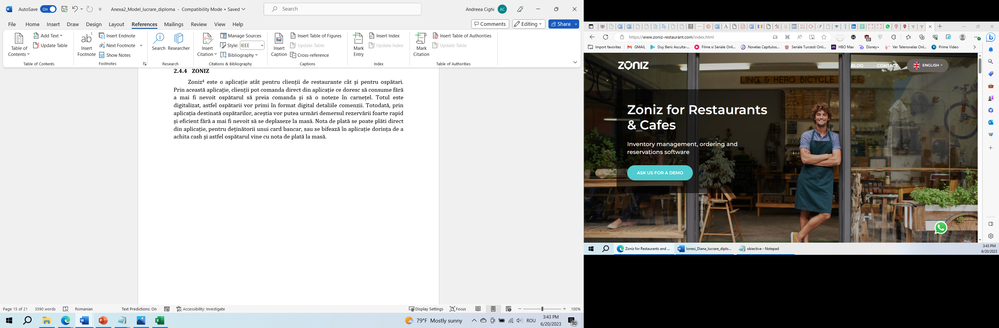 AutoSave On Anexa2_Model_lucrare_diploma - Compatibility Mode • Saved Search Andreea Cighi AC
File Home Insert Draw Design Layout References Mailings Review View Help Comments Editing Share
Table of Contents
Add Text
Update Table
Table of Contents
ab 1
Insert Footnote
Insert Endnote
Next Footnote
Show Notes
Footnotes
Search
Researcher
Research
Insert Citation
Manage Sources
Style: IEEE
Bibliography
Citations & Bibliography
Insert Caption
Insert Table of Figures
Update Table
Cross-reference
Captions
Mark Entry
Insert Index
Update Index
Index
Mark Citation
Insert Table of Authorities
Update Table
Table of Authorities
2.4.4 ZONIZ
Zoniz⁴ este o aplicație atât pentru clienții de restaurante cât și pentru ospătari.
Prin această aplicație, clienții pot comanda direct din aplicație ce doresc să consume fără
a mai fi nevoit ospătarul să preia comanda și să o noteze în carnețel. Totul este
digitalizat, astfel ospătarii vor primi în format digital detaliile comenzii. Totodată, prin
aplicația destinată ospătarilor, aceștia vor putea urmări demersul rezervării foarte rapid
și eficient fără a mai fi nevoit să se deplaseze la masă. Nota de plată se poate plăti direct
din aplicație, pentru deținătorii unui card bancar, sau se bifează în aplicație dorința de a
achita cash și astfel ospătarul vine cu nota de plată la masă.
Page 15 of 21 3590 words Romanian Text Predictions: On Accessibility: Investigate Display Settings Focus 100%
79°F Mostly sunny ROU 3:43 PM
6/20/2023 30
https://www.zoniz-restaurant.com/index.html 22
Import favorites GMAIL Duy Beni: Asculta-... Filme si Seriale Onli... Novelas Capítulos... Seriale Turcesti Onli... HBO Max Disney+ Ver Telenovelas Onl... Prime Video
ZONIZ BLOG CONTACT ENGLISH
LING & HERO BICYCLE CAFE
Zoniz for Restaurants
& Cafes
Inventory management, ordering and
reservations software
ASK US FOR A DEMO
Zoniz for Restaurants and ... Ionesi_Diana_lucrare_diplo... obiective - Notepad 3:43 PM
6/20/2023